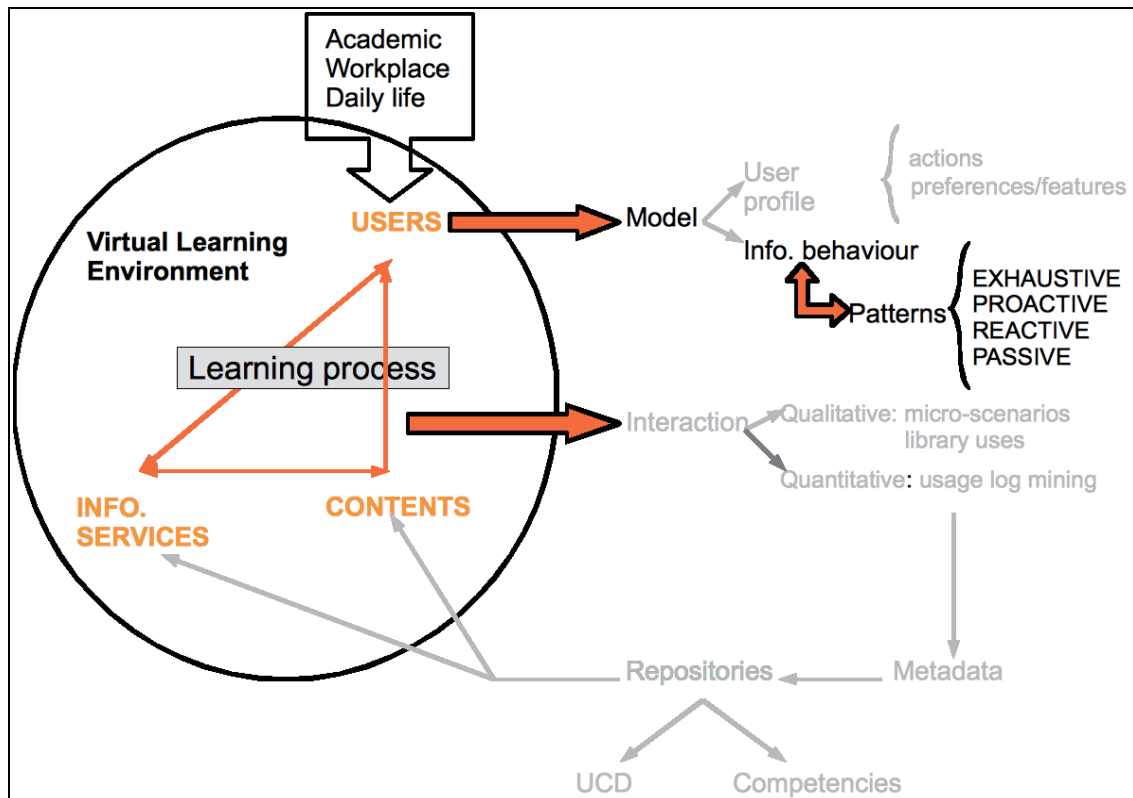 Academic
Workplace
Daily life
USERS
Virtual Learning
Environment
Learning process
INFO.
SERVICES
CONTENTS
Model
User
profile
actions
preferences/features
Info. behaviour
Patterns
EXHAUSTIVE
PROACTIVE
REACTIVE
PASSIVE
Interaction
Qualitative: micro-scenarios
library uses
Quantitative: usage log mining
Repositories
Metadata
UCD
Competencies